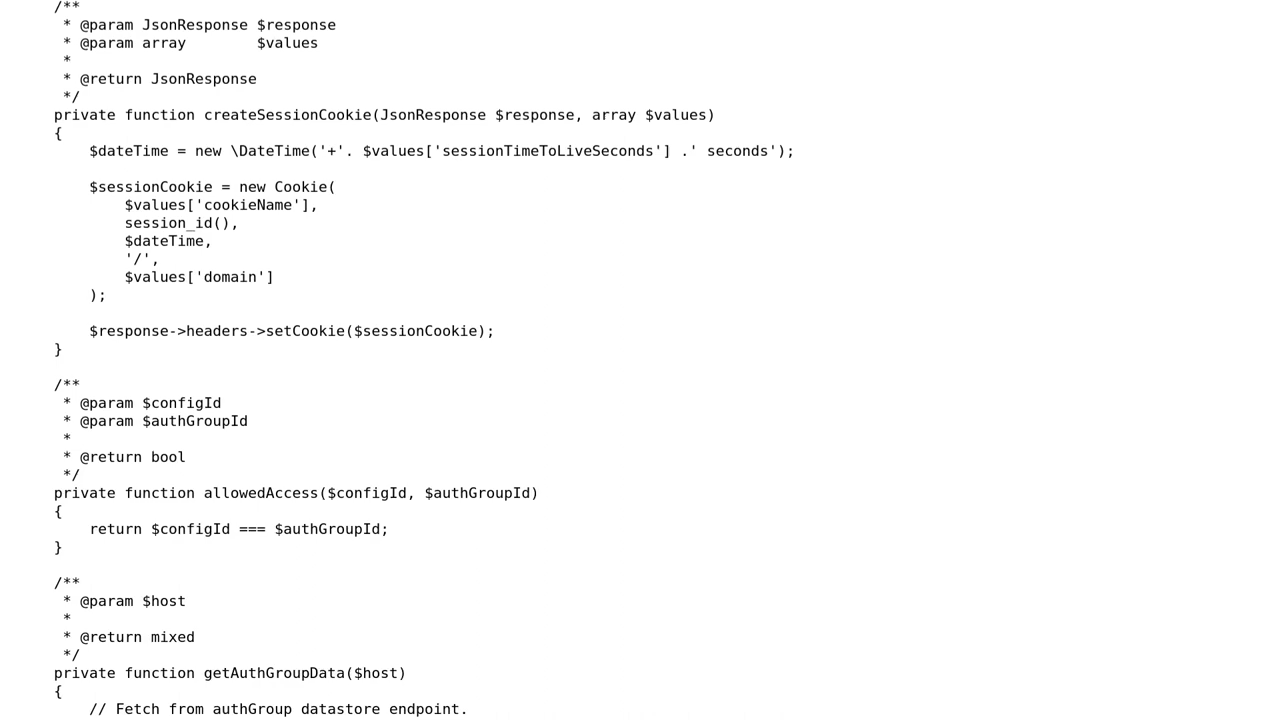 /**
 * @param JsonResponse $response
 * @param array        $values
 *
 * @return JsonResponse
 */
private function createSessionCookie(JsonResponse $response, array $values)
{
    $dateTime = new \DateTime('+'. $values['sessionTimeToLiveSeconds'] .' seconds');

    $sessionCookie = new Cookie(
        $values['cookieName'],
        session_id(),
        $dateTime,
        '/',
        $values['domain']
    );

    $response->headers->setCookie($sessionCookie);
}

/**
 * @param $configId
 * @param $authGroupId
 *
 * @return bool
 */
private function allowedAccess($configId, $authGroupId)
{
    return $configId === $authGroupId;
}

/**
 * @param $host
 *
 * @return mixed
 */
private function getAuthGroupData($host)
{
    // Fetch from authGroup datastore endpoint.